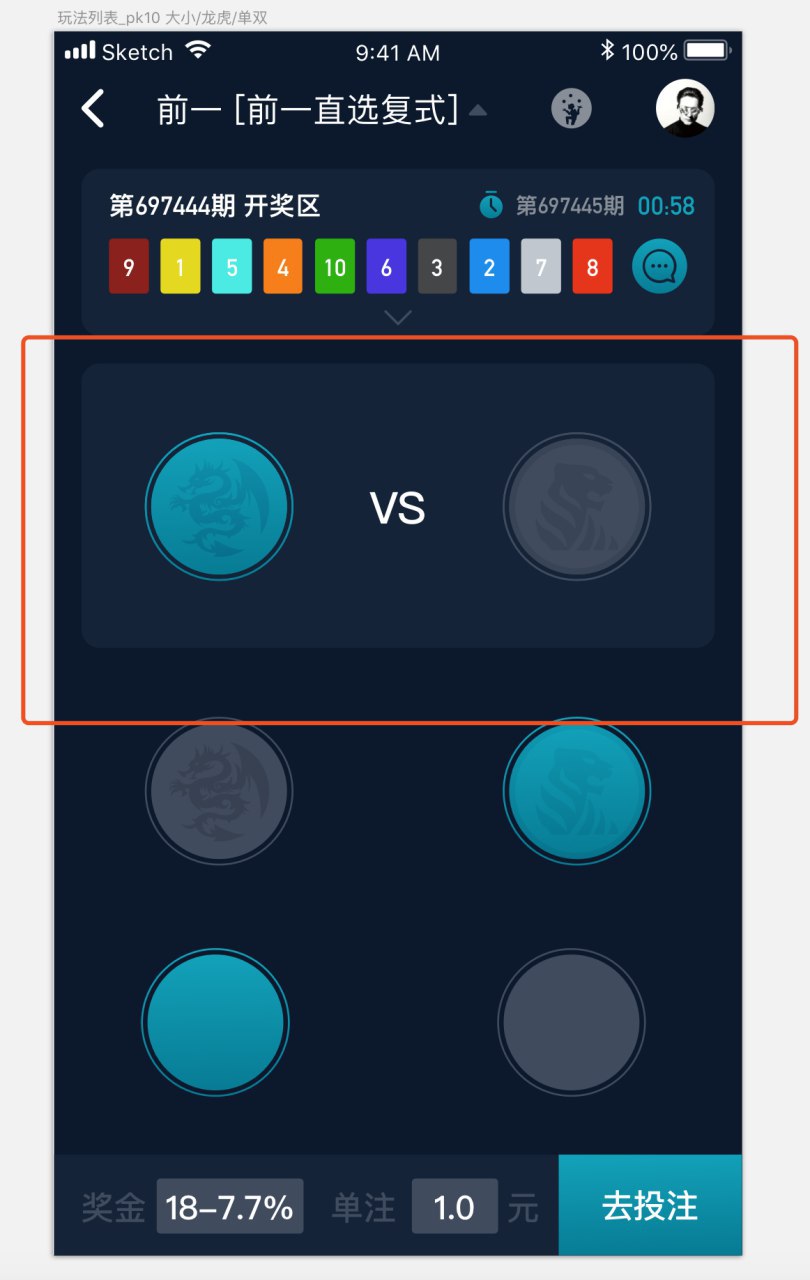 玩法列表_pk10 大小/龙虎/单双
Sketch 9:41 AM 100%
前一 [前一直选复式]
第697444期 开奖区 第697445期 00:58
9 1 5 4 10 6 3 2 7 8
VS
奖金 18-7.7% 单注 1.0 元 去投注